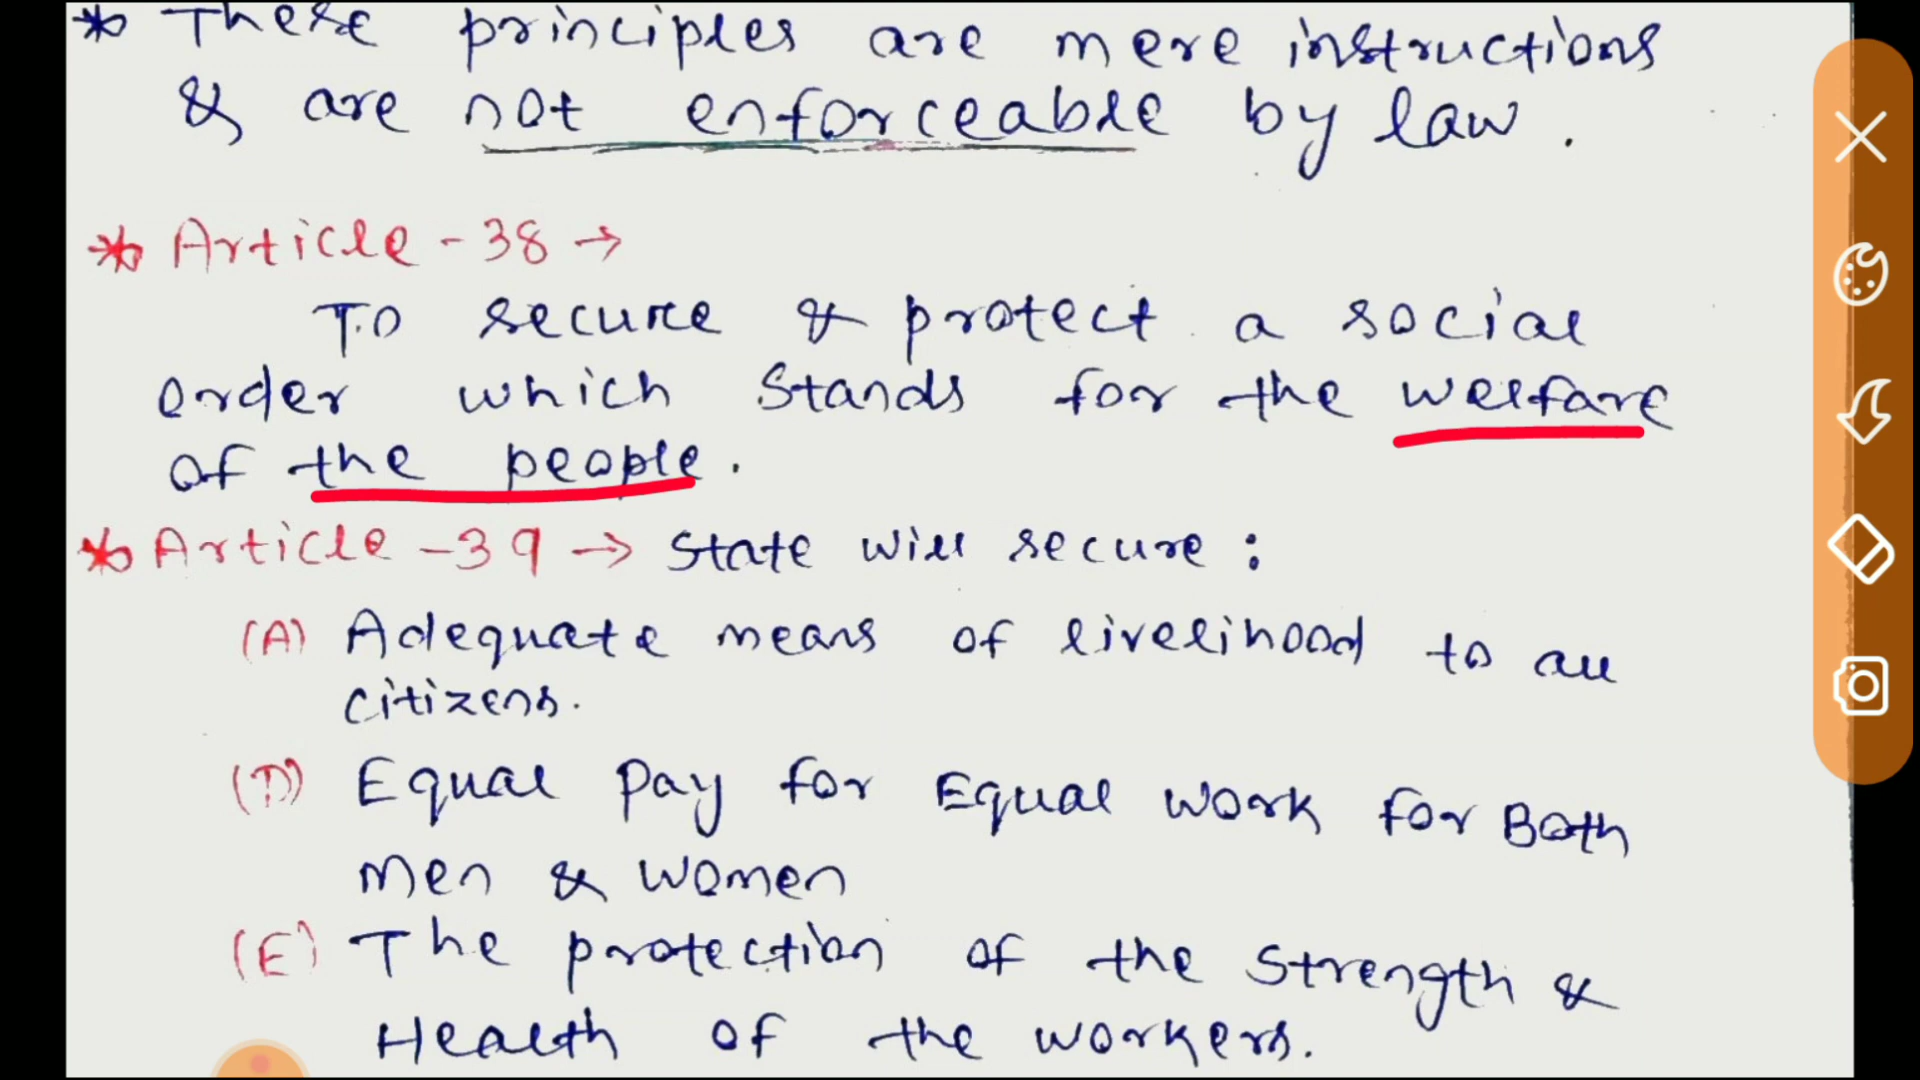 * These principles are mere instructions
& are not enforceable by law.
* Article - 38 →
To secure & protect a social
order which stands for the welfare
of the people.
* Article - 39 → State will secure :
(A) Adequate means of livelihood to all
citizens.
(D) Equal Pay for Equal work for Both
Men & Women
(E) The protection of the Strength &
Health of the workers.